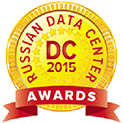 RUSSIAN DATA CENTER
DC
2015
AWARDS